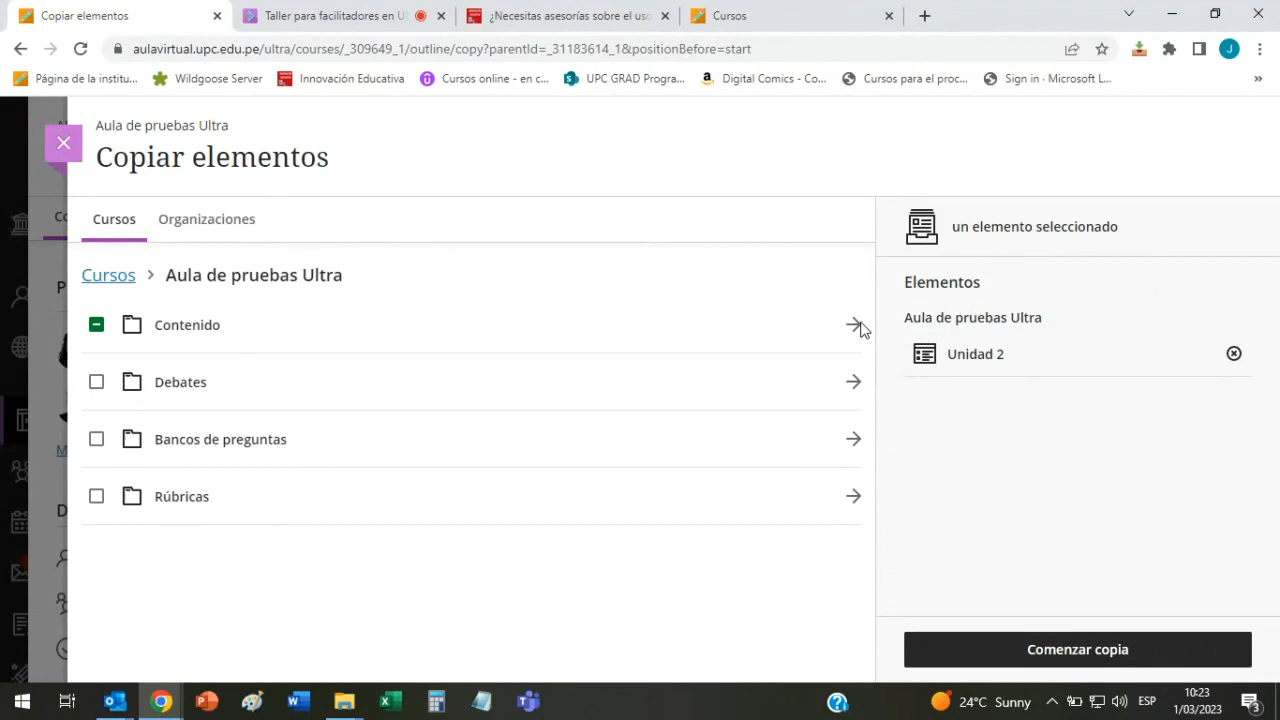 Copiar elementos
Taller para facilitadores en U
¿Necesitas asesorías sobre el uso
Cursos
aulavirtual.upc.edu.pe/ultra/courses/_309649_1/outline/copy?parentId=_31183614_1&positionBefore=start
J
Página de la institu...
Wildgoose Server
Innovación Educativa
Cursos online - en c...
UPC GRAD Progra...
Digital Comics - Co...
Cursos para el proc...
Sign in · Microsoft L...
»
Aula de pruebas Ultra
Copiar elementos
Cursos
Organizaciones
un elemento seleccionado
Cursos > Aula de pruebas Ultra
Contenido
Debates
Bancos de preguntas
Rúbricas
Elementos
Aula de pruebas Ultra
Unidad 2
Comenzar copia
24°C Sunny
ESP
10:23
1/03/2023
3